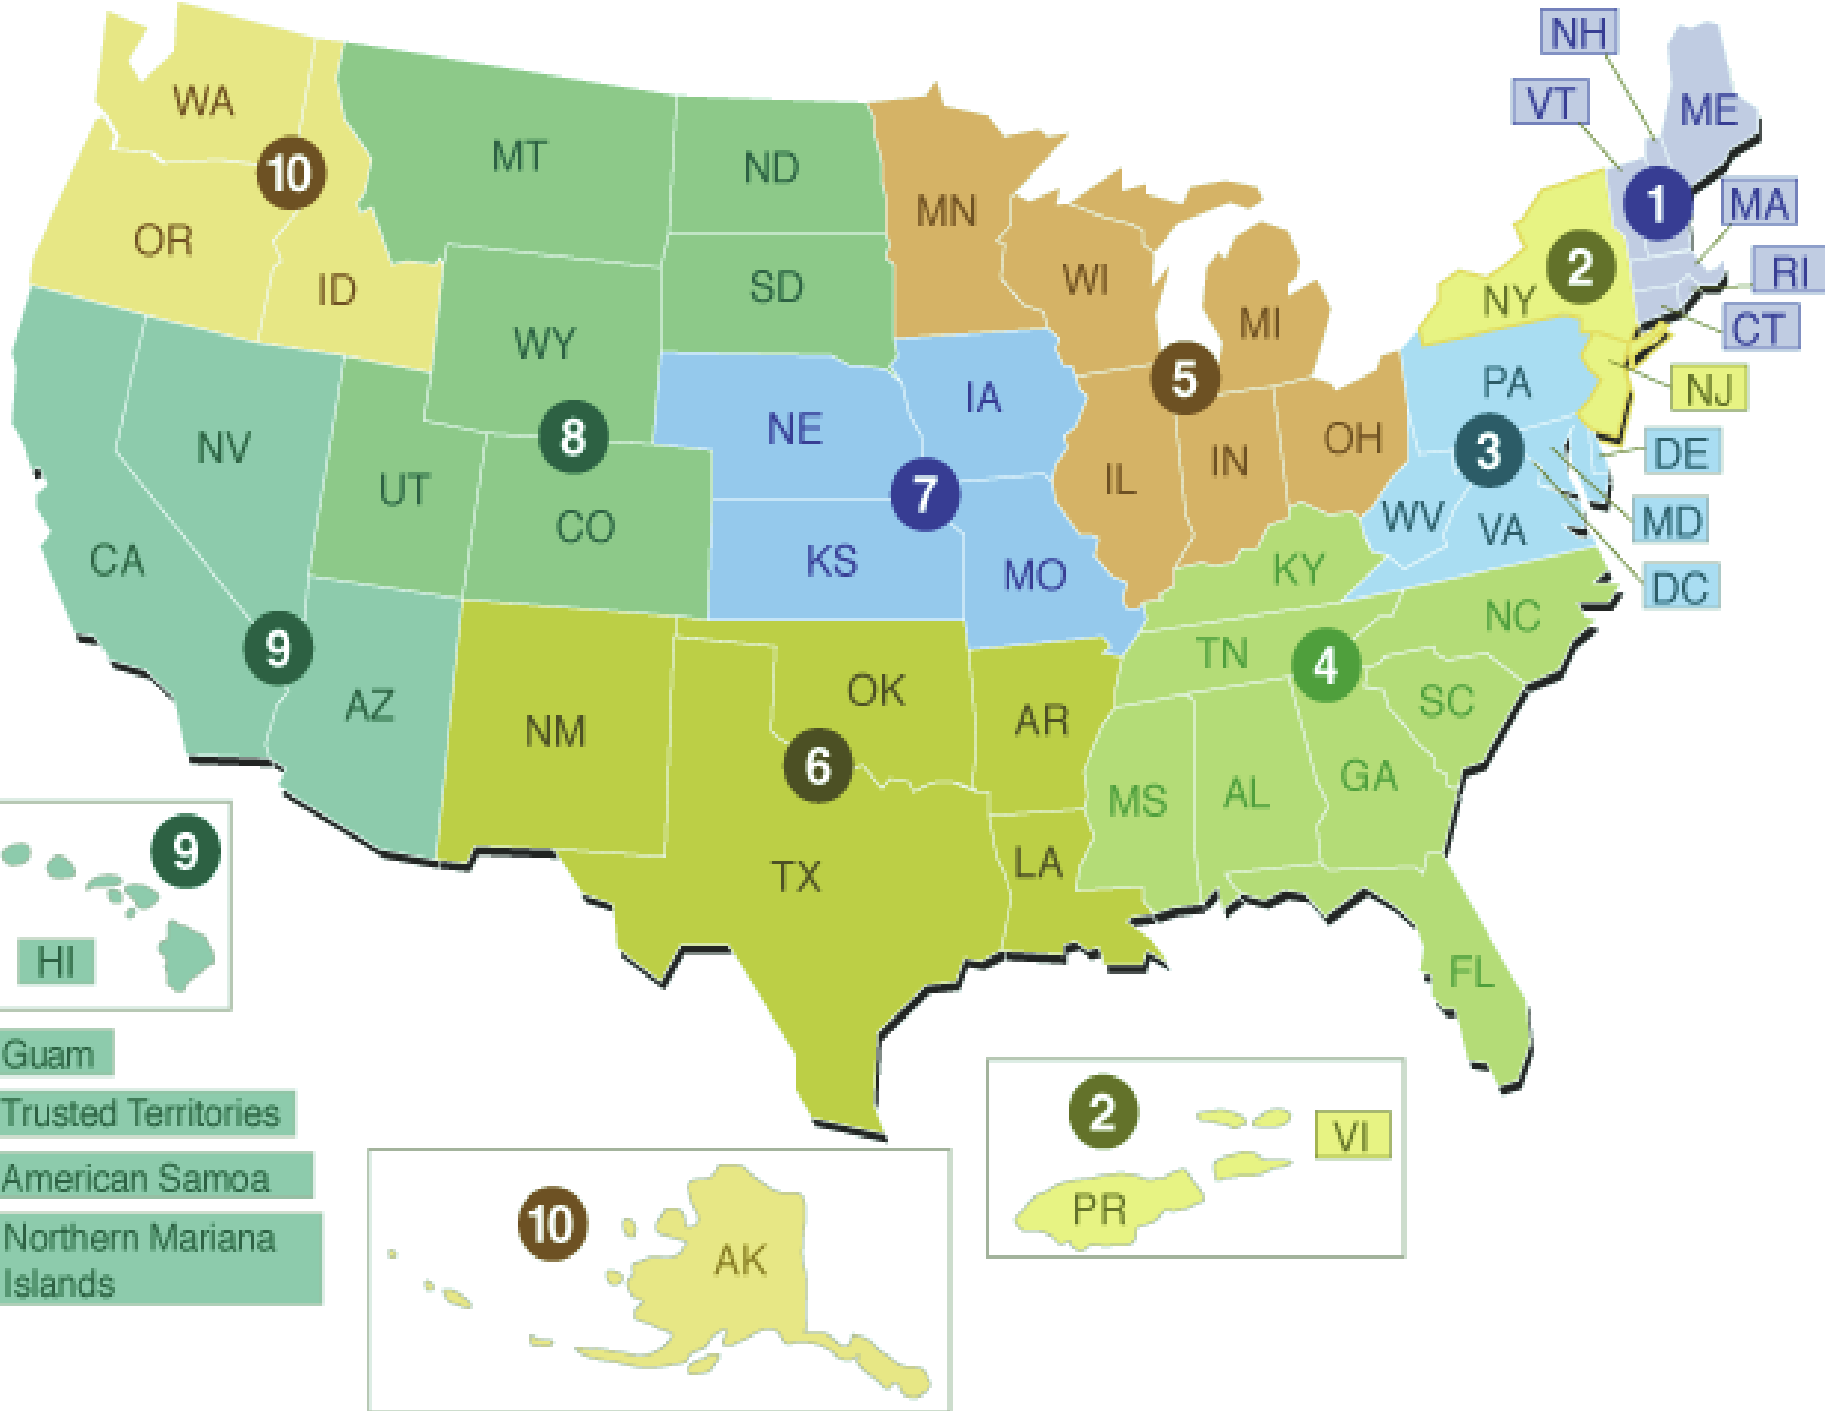 NH
VT
ME
WA
10
MT
ND
MN
1
MA
OR
ID
SD
WI
MI
2
NY
RI
CT
WY
5
PA
NJ
NV
8
NE
IA
IL
IN
OH
3
DE
UT
CO
7
KS
MO
WV
VA
MD
CA
KY
DC
9
AZ
NM
OK
6
AR
TN
4
NC
SC
MS
AL
GA
TX
LA
FL
9
HI
Guam
Trusted Territories
American Samoa
Northern Mariana
Islands
10
AK
2
VI
PR